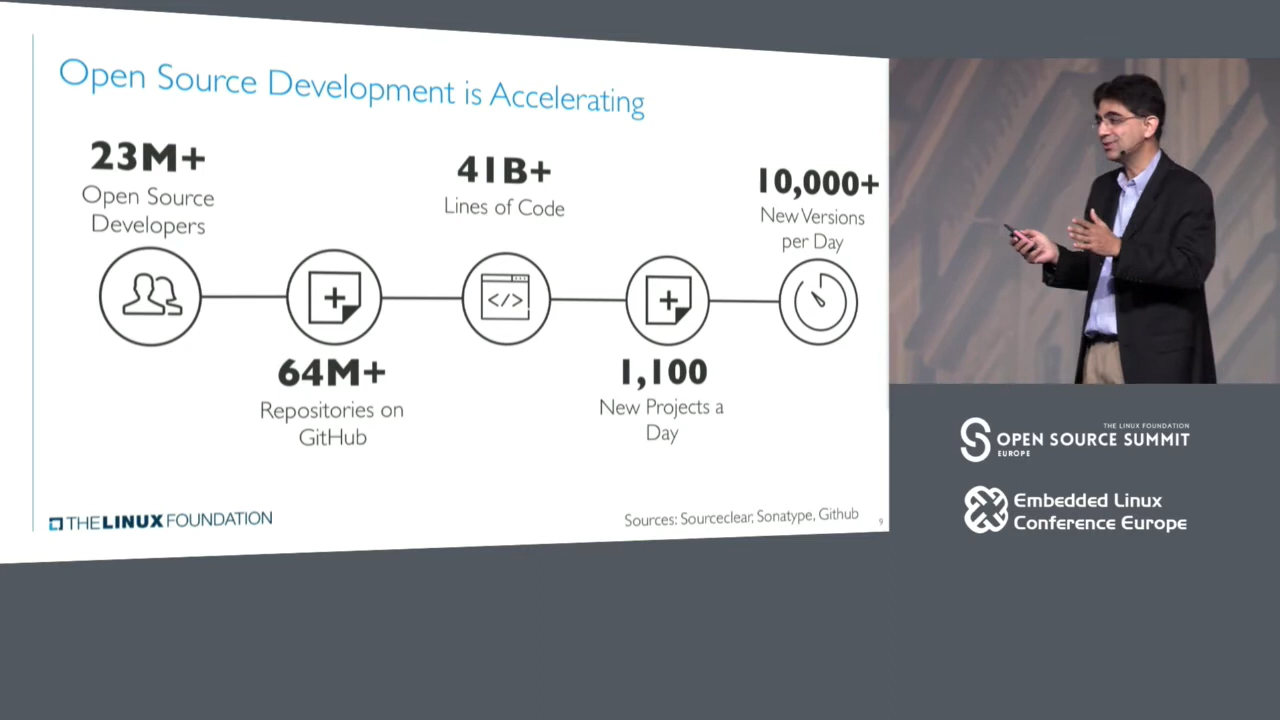 Open Source Development is Accelerating
23M+
Open Source
Developers
41B+
Lines of Code
10,000+
New Versions
per Day
</>
64M+
Repositories on
GitHub
1,100
New Projects a
Day
THE LINUX FOUNDATION
Sources: Sourceclear, Sonatype, Github
9
THE LINUX FOUNDATION
OPEN SOURCE SUMMIT
EUROPE
Embedded Linux
Conference Europe